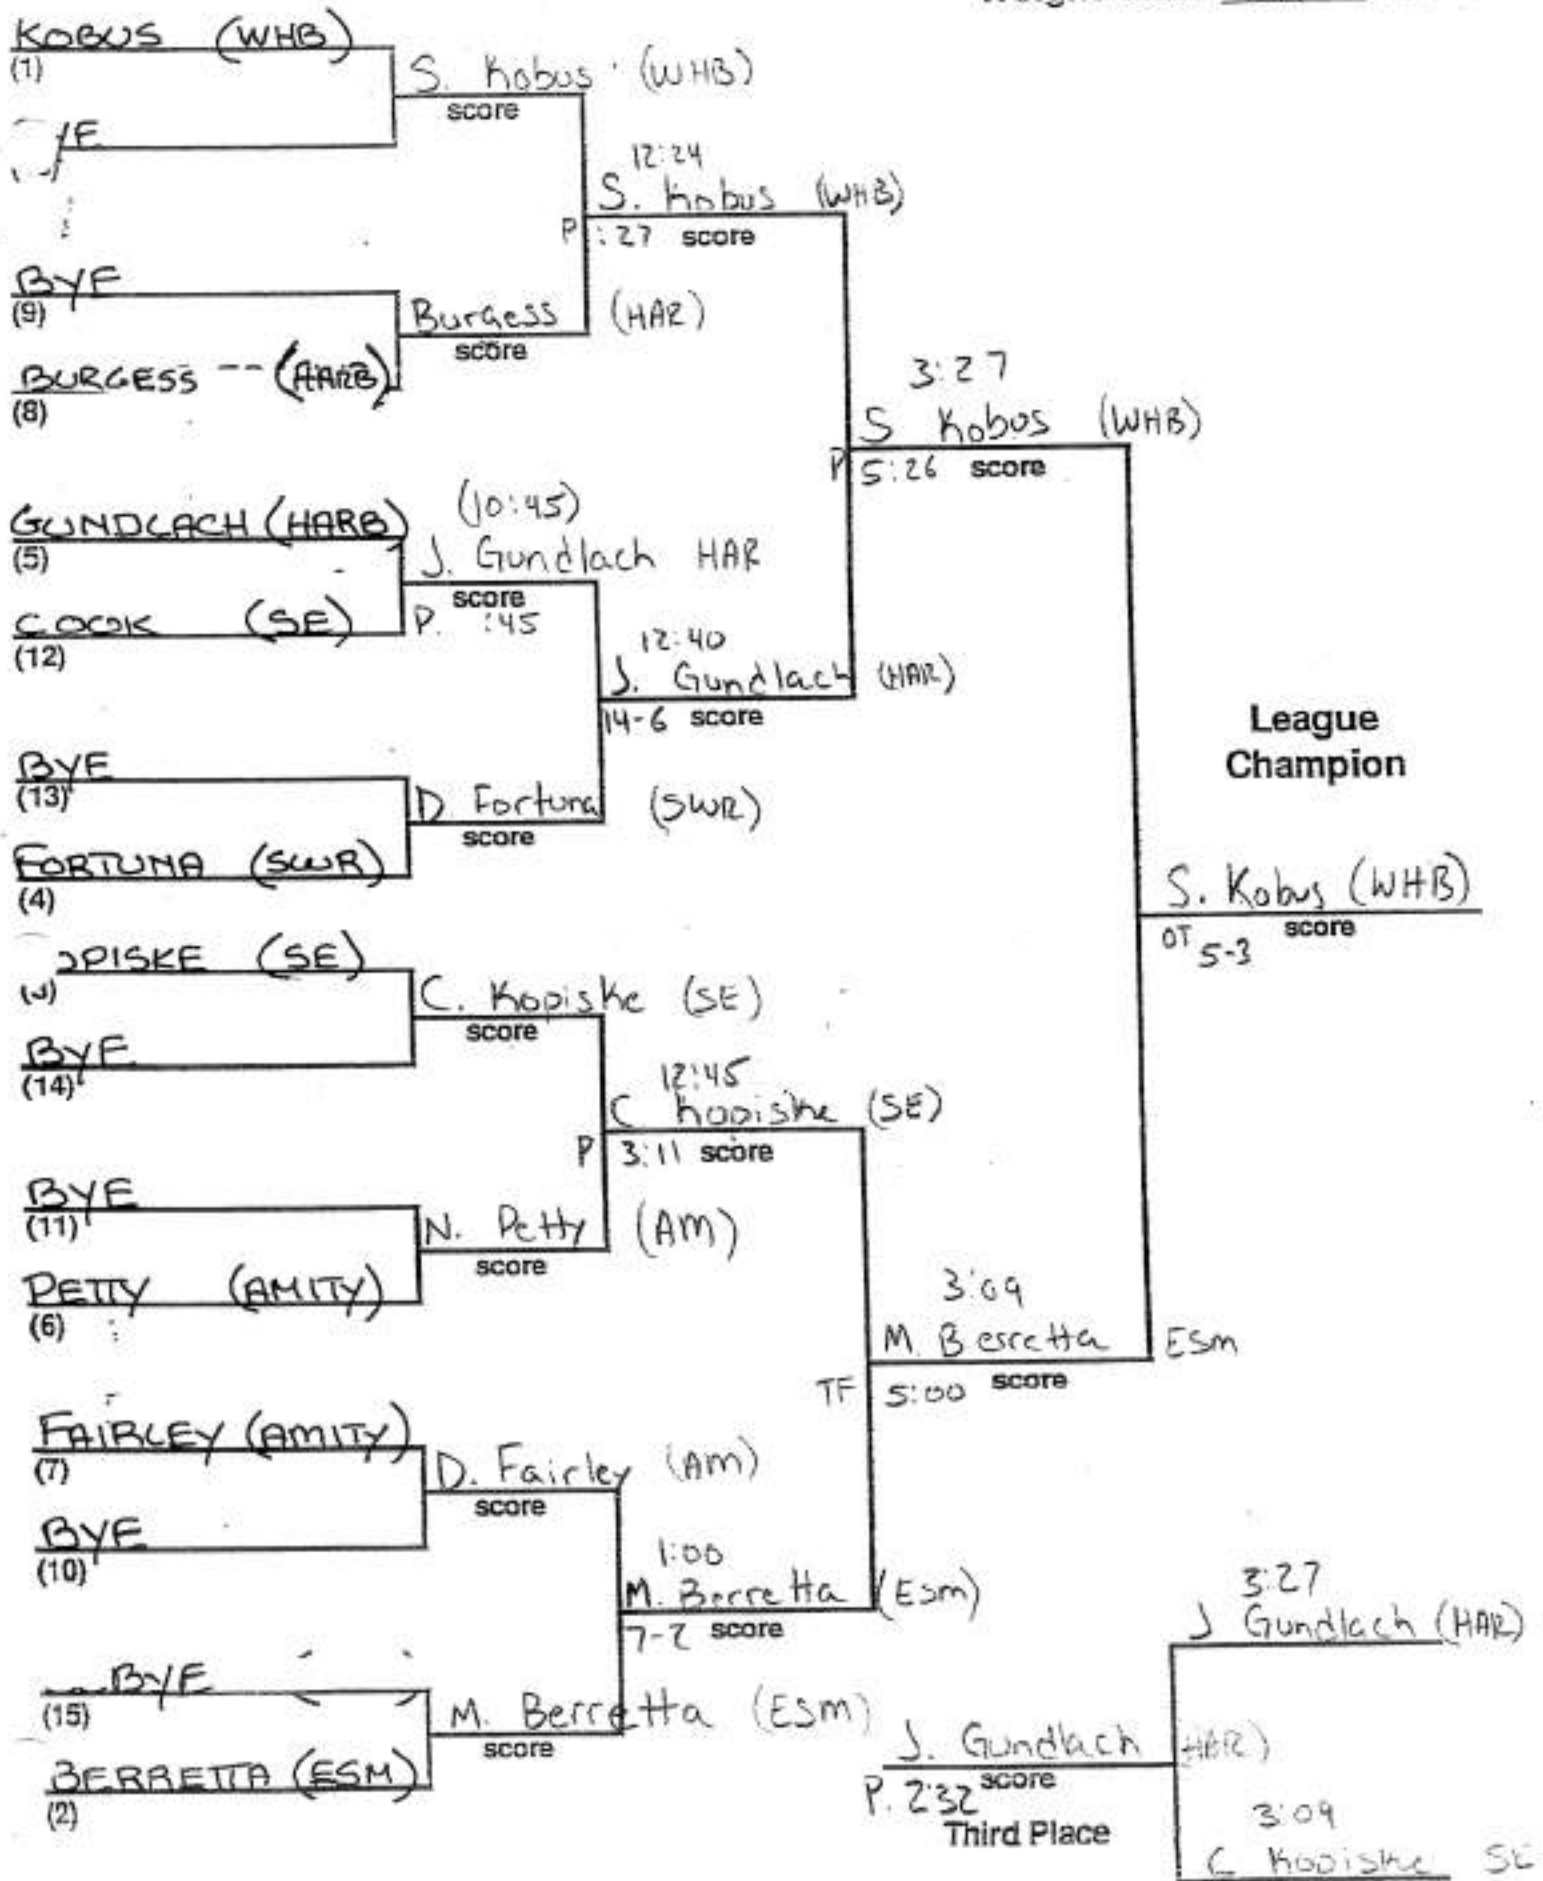 KOBUS (WHB)
(1)
S. Kobus (WHB)
score
YE
12:24
S. Kobus (WHB)
P :27 score
BYE
(9)
Burgess (HAR)
score
BURGESS -- (HARB)
(8)
3:27
S Kobus (WHB)
P 5:26 score
GUNDLACH (HARB)
(5)
(10:45)
J. Gundlach HAR
score
P. :45
COOK (SE)
(12)
12:40
J. Gundlach (HAR)
14-6 score
BYE
(13)
D. Fortuna (SWR)
score
FORTUNA (SWR)
(4)
League
Champion
S. Kobus (WHB)
score
OT 5-3
OPISKE (SE)
C. Kopiske (SE)
score
BYE
(14)
12:45
C Kopiske (SE)
P 3:11 score
BYE
(11)
N. Petty (AM)
score
PETTY (AMITY)
(6)
3:09
M. Berretta ESM
TF 5:00 score
FAIRLEY (AMITY)
(7)
D. Fairley (AM)
score
BYE
(10)
1:00
M. Berretta (ESM)
7-2 score
BYE
(15)
M. Berretta (ESM)
score
BERRETTA (ESM)
(2)
3:27
J Gundlach (HAR)
J. Gundlach (HAR)
score
P. 2:32
Third Place
3:09
C Kopiske SE